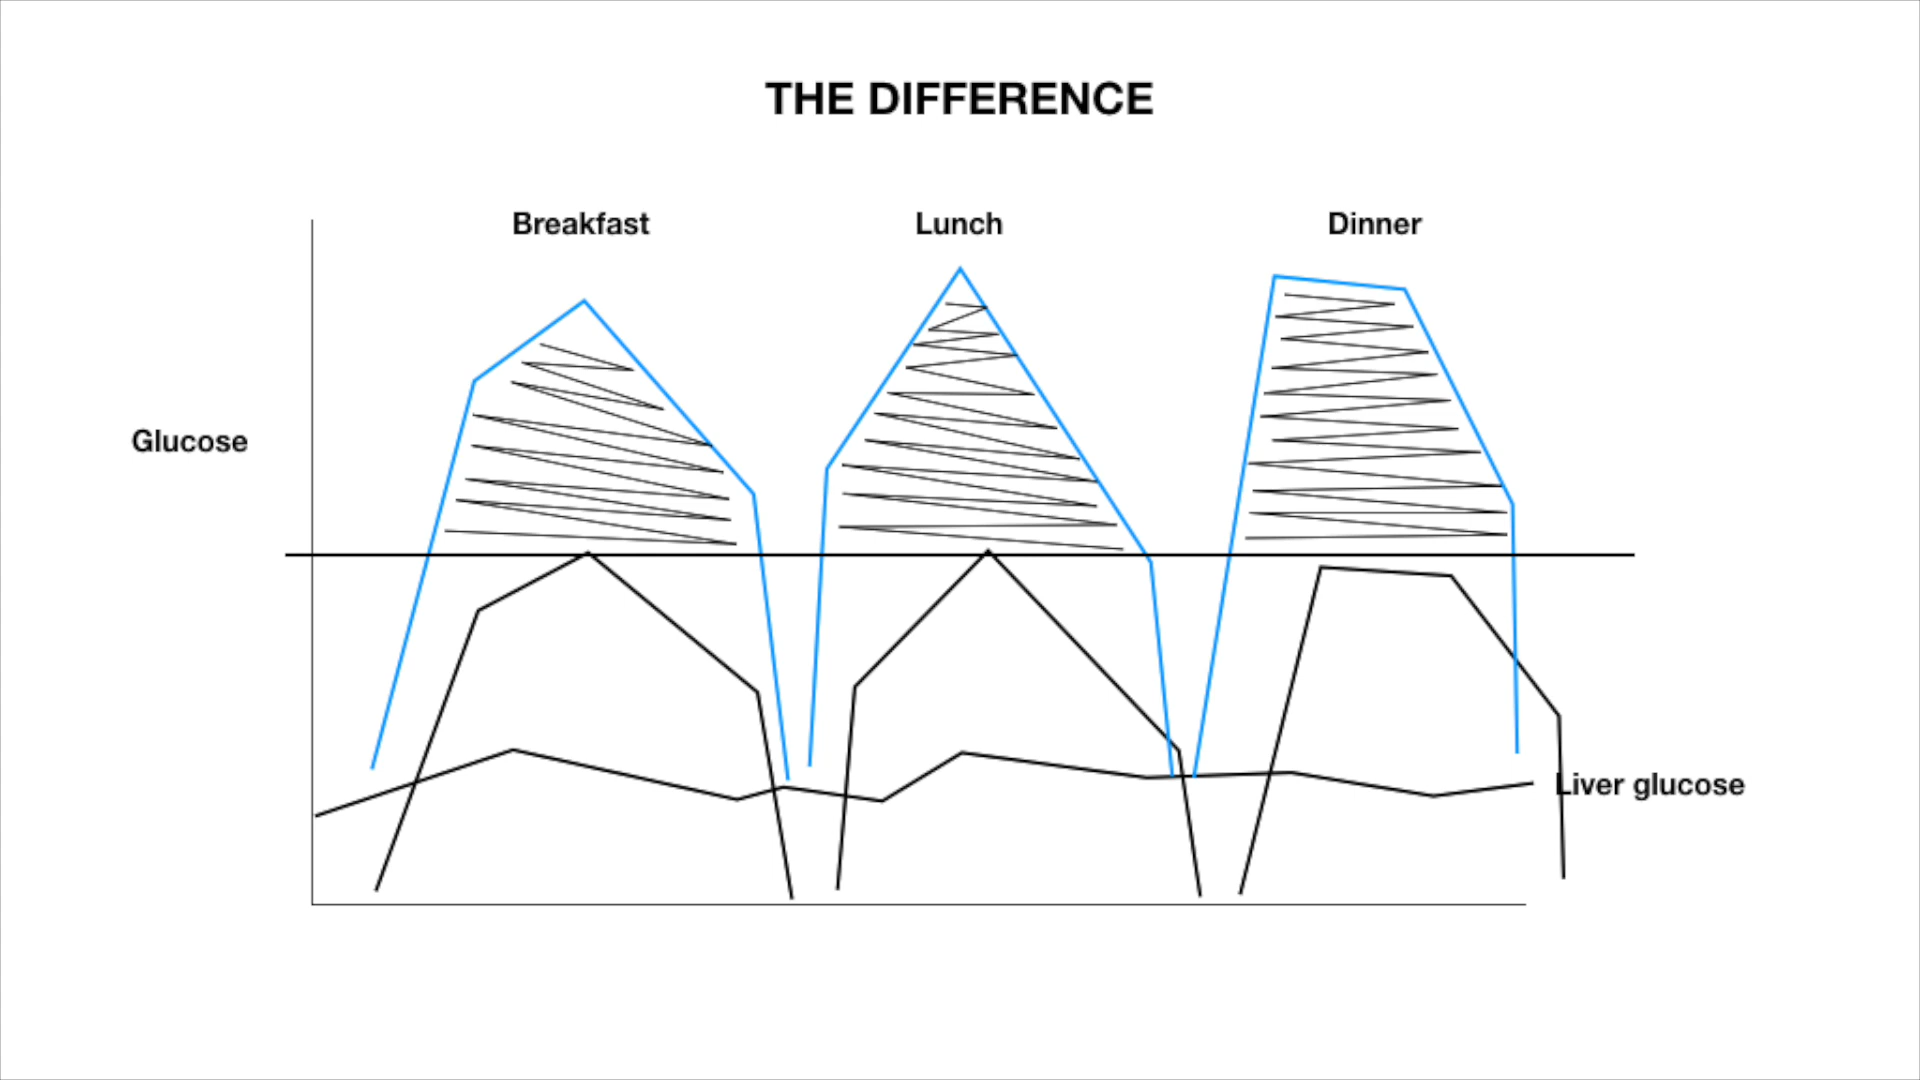 THE DIFFERENCE
Breakfast
Lunch
Dinner
Glucose
Liver glucose